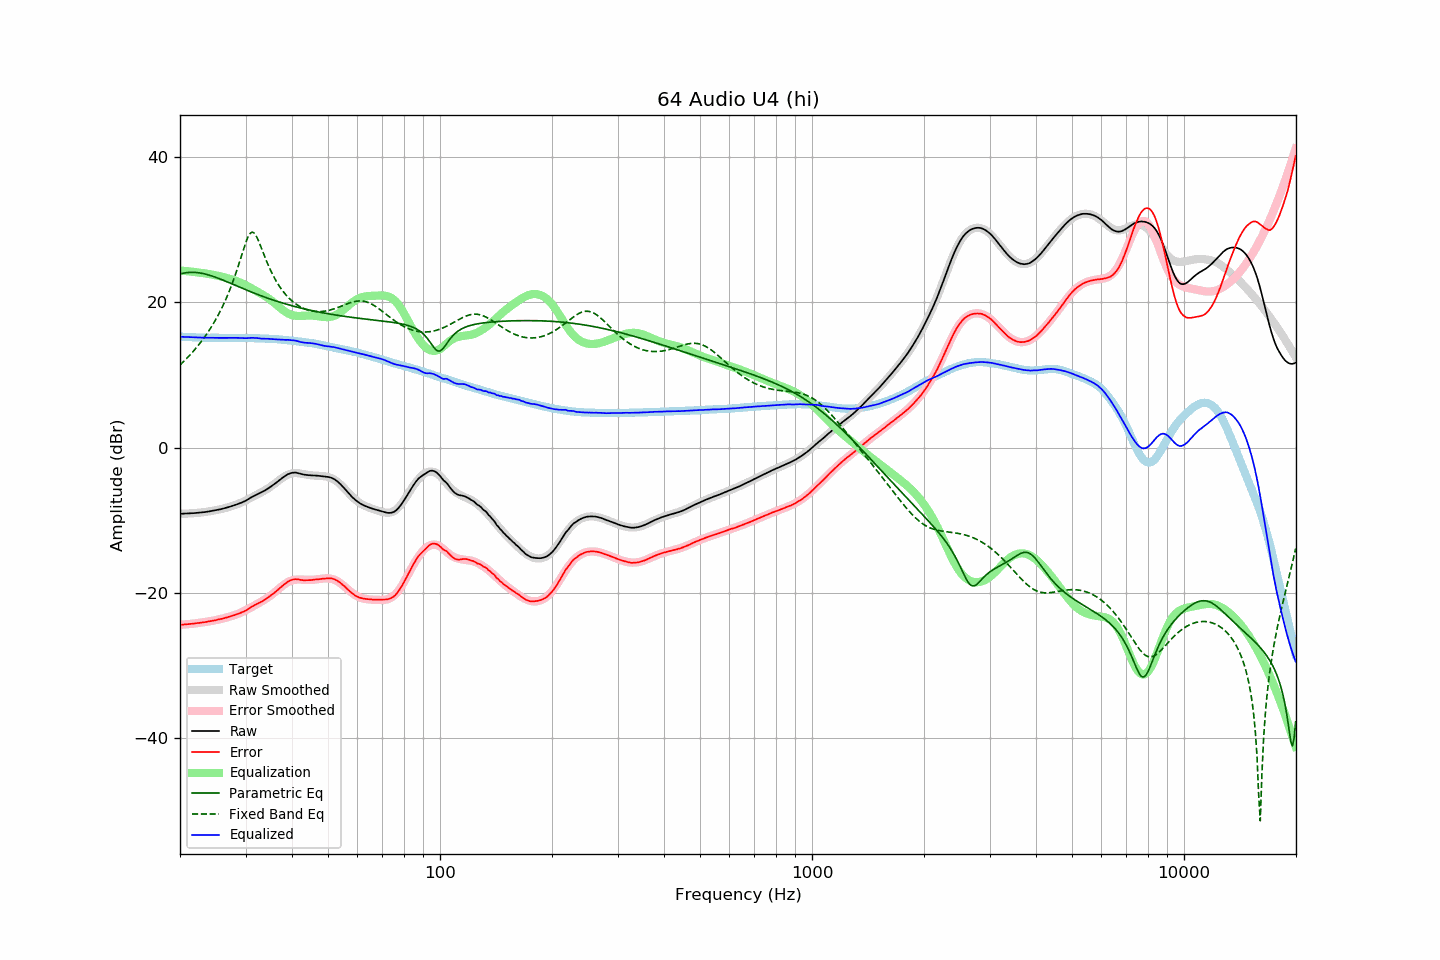 64 Audio U4 (hi)
40
20
0
−20
−40
Amplitude (dBr)
Target
Raw Smoothed
Error Smoothed
Raw
Error
Equalization
Parametric Eq
Fixed Band Eq
Equalized
100
1000
10000
Frequency (Hz)